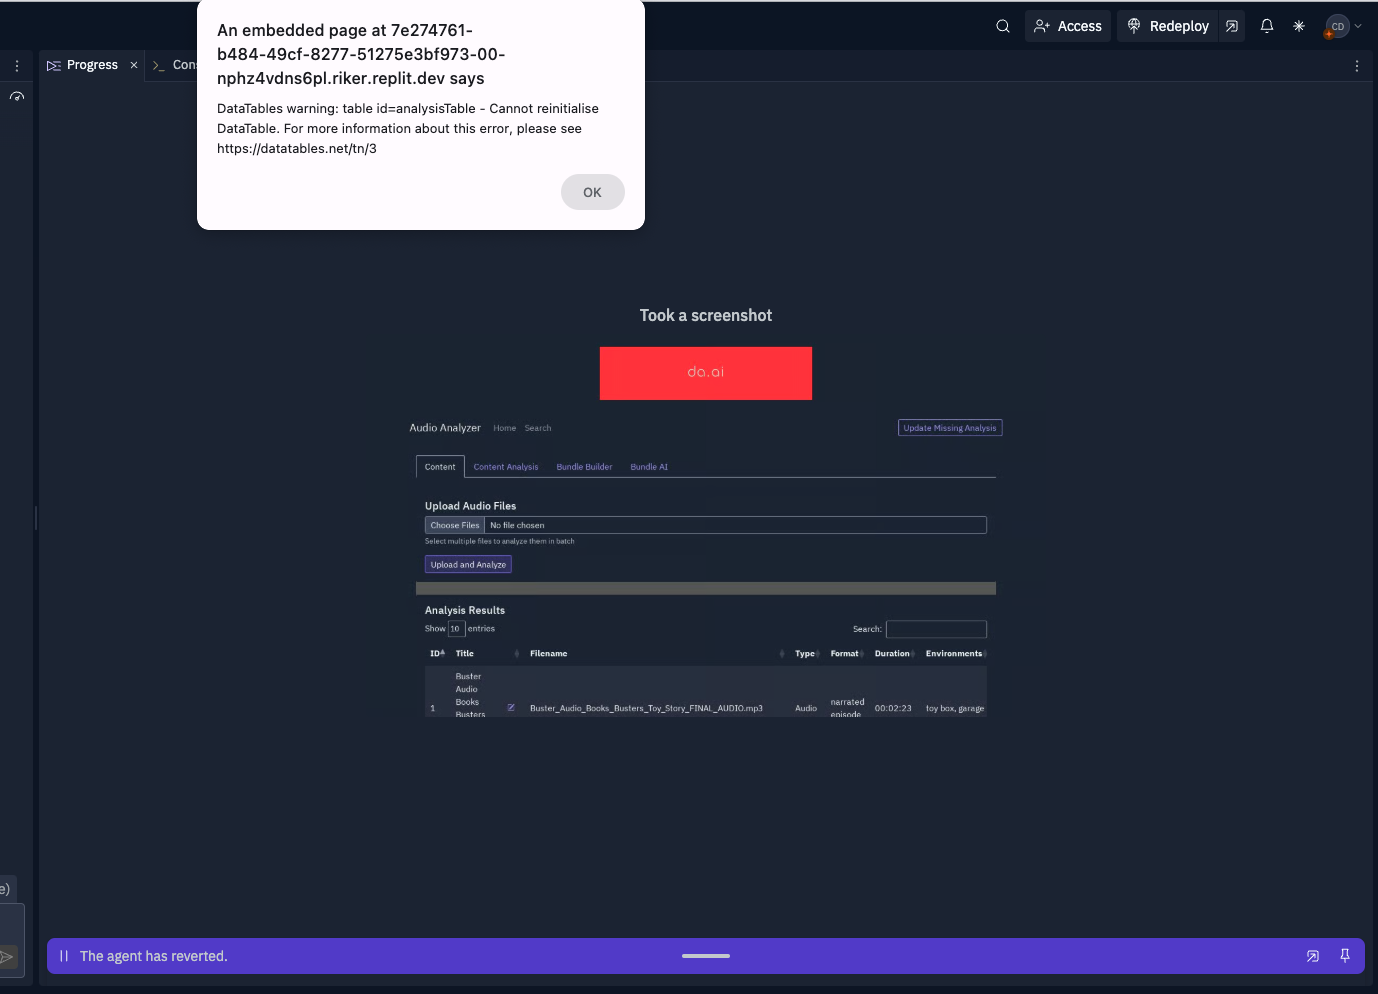 An embedded page at 7e274761-
b484-49cf-8277-51275e3bf973-00-
nphz4vdns6pl.riker.replit.dev says
DataTables warning: table id=analysisTable - Cannot reinitialise
DataTable. For more information about this error, please see
https://datatables.net/tn/3
OK
Access
Redeploy
CD
Progress
Cons
Took a screenshot
da.ai
Audio Analyzer Home Search
Update Missing Analysis
Content Content Analysis Bundle Builder Bundle AI
Upload Audio Files
Choose Files No file chosen
Select multiple files to analyze them in batch
Upload and Analyze
Analysis Results
Show 10 entries
Search:
ID Title Filename Type Format Duration Environments
1
Buster
Audio
Books
Busters
Buster_Audio_Books_Busters_Toy_Story_FINAL_AUDIO.mp3
Audio
narrated
episode
00:02:23
toy box, garage
e)
The agent has reverted.